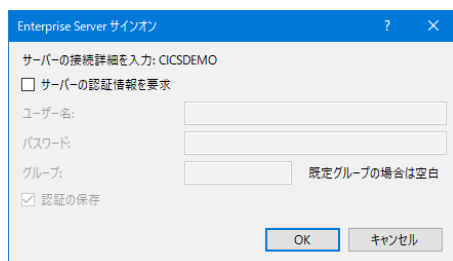 Enterprise Server サインオン
サーバーの接続詳細を入力: CICSDEMO
サーバーの認証情報を要求
ユーザー名:
パスワード:
グループ: 既定グループの場合は空白
認証の保存
OK キャンセル